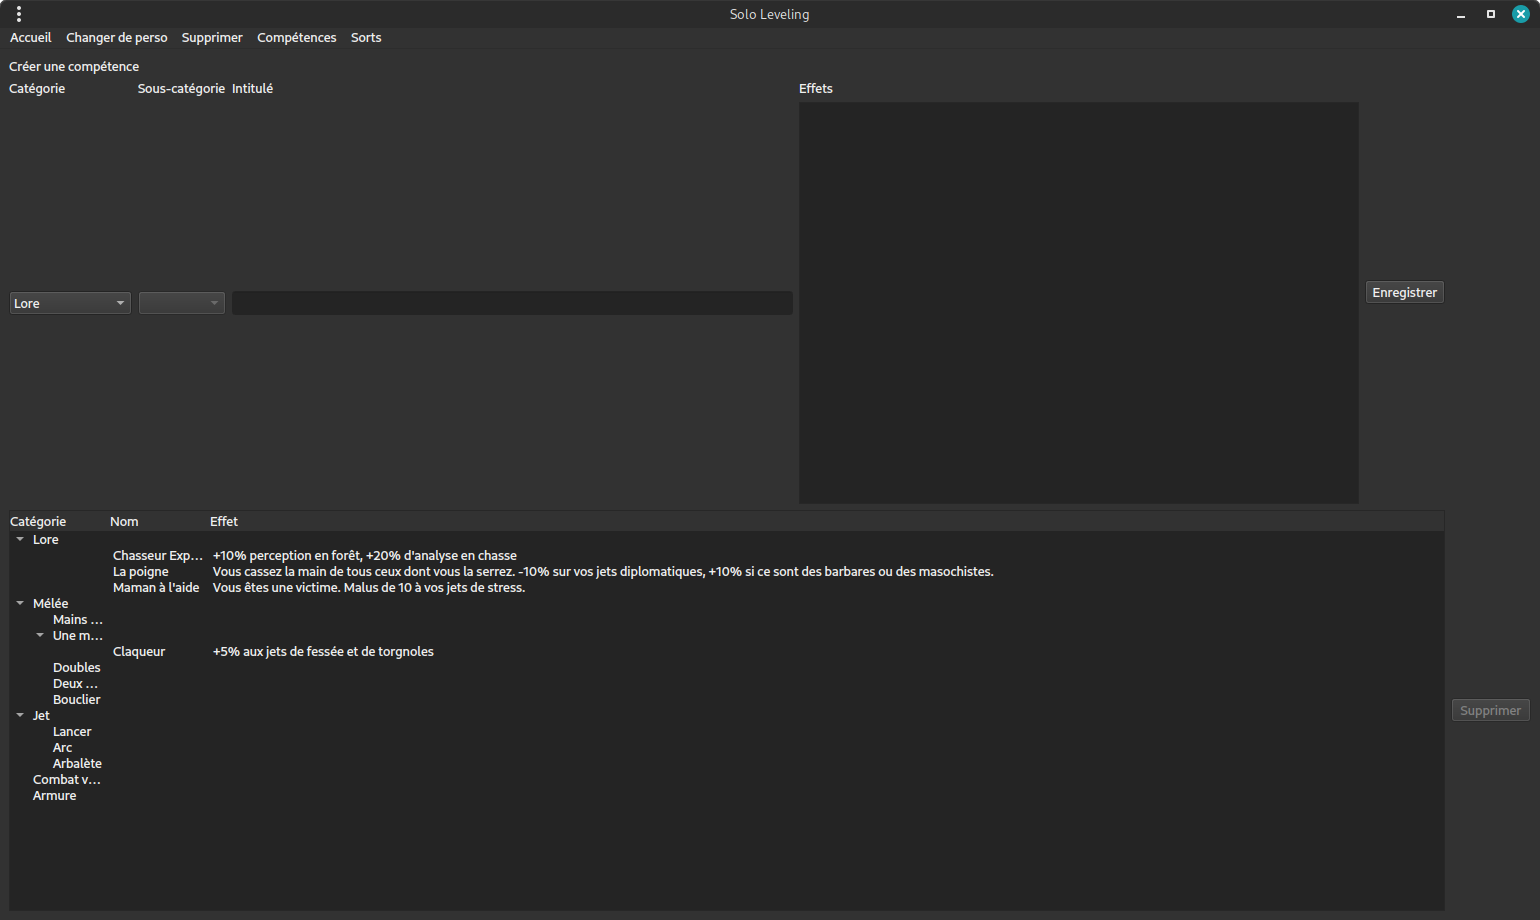 Solo Leveling
Accueil Changer de perso Supprimer Compétences Sorts
Créer une compétence
Catégorie Sous-catégorie Intitulé Effets
Lore Enregistrer
Catégorie Nom Effet
Lore
Chasseur Exp... +10% perception en forêt, +20% d'analyse en chasse
La poigne Vous cassez la main de tous ceux dont vous la serrez. -10% sur vos jets diplomatiques, +10% si ce sont des barbares ou des masochistes.
Maman à l'aide Vous êtes une victime. Malus de 10 à vos jets de stress.
Mélée
Mains ...
Une m...
Claqueur +5% aux jets de fessée et de torgnoles
Doubles
Deux ...
Bouclier
Supprimer
Jet
Lancer
Arc
Arbalète
Combat v...
Armure